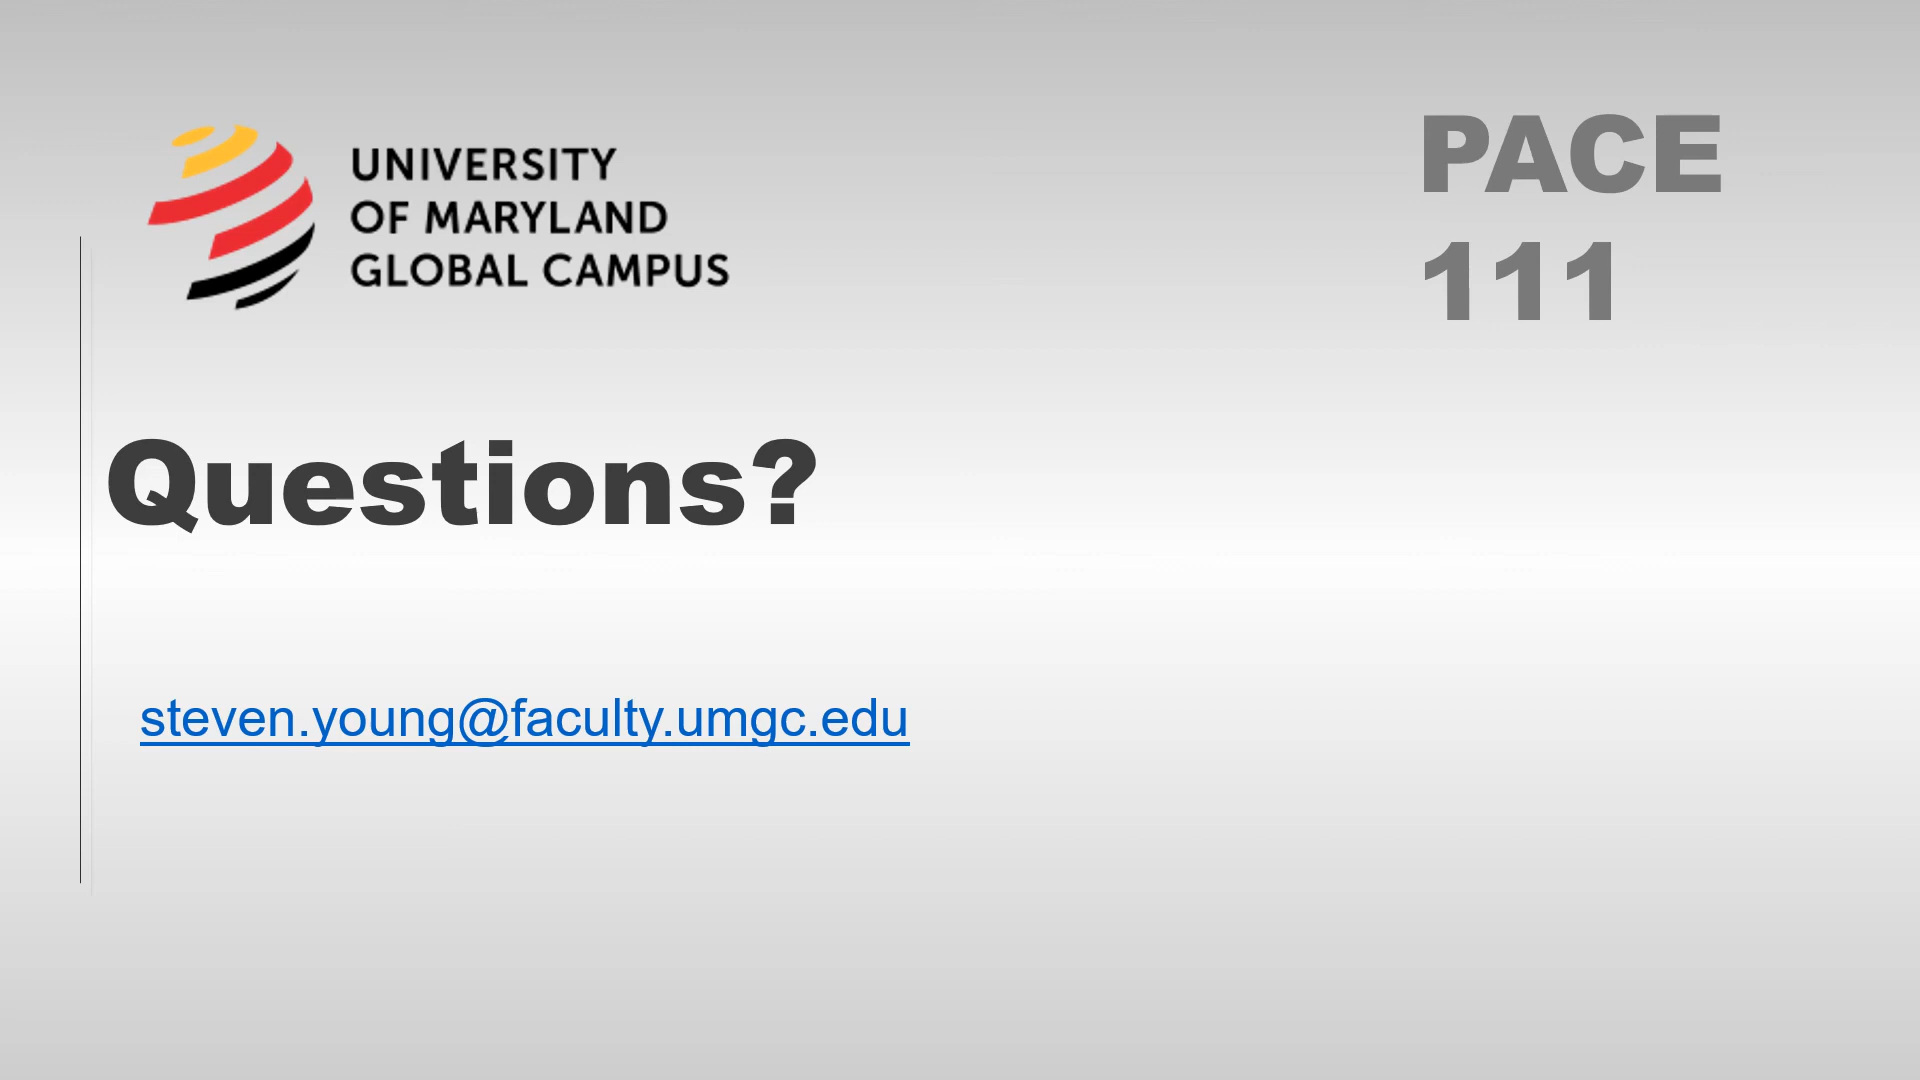 UNIVERSITY
OF MARYLAND
GLOBAL CAMPUS
PACE
111
Questions?
steven.young@faculty.umgc.edu